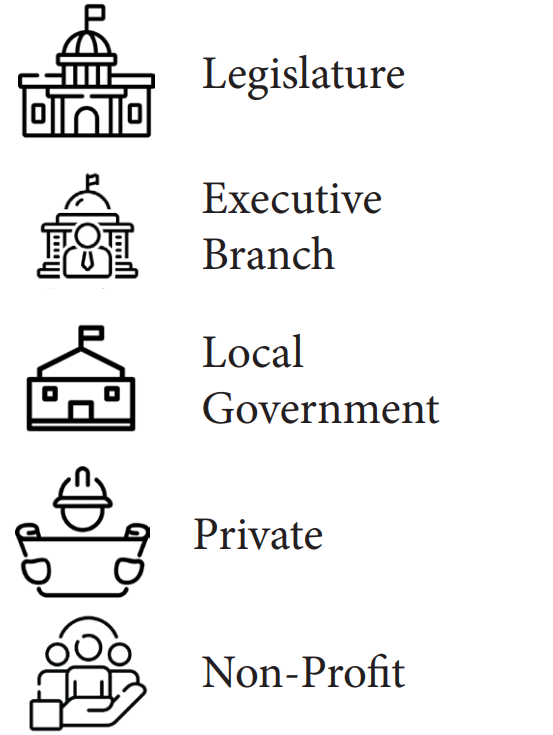 Legislature
Executive
Branch
Local
Government
Private
Non-Profit